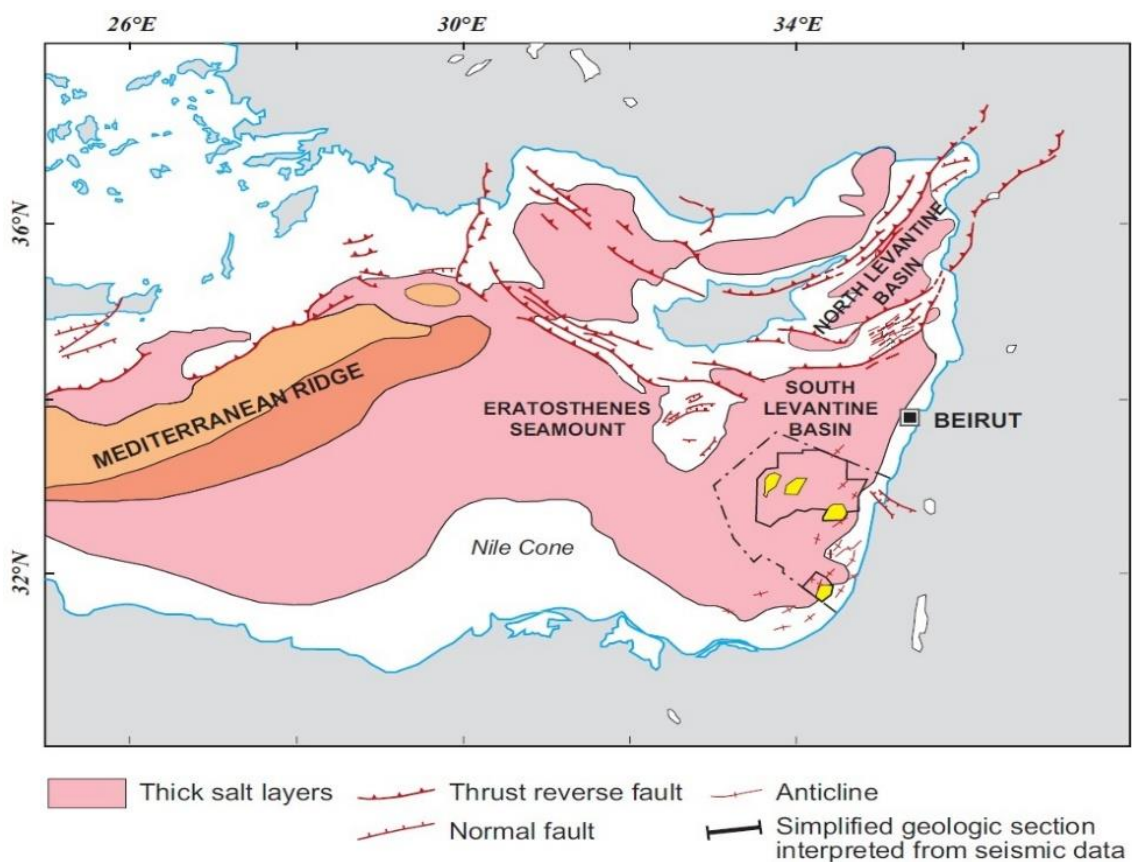 26°E 30°E 34°E
36°N
NORTH LEVANTINE
BASIN
MEDITERRANEAN RIDGE
ERATOSTHENES
SEAMOUNT
SOUTH
LEVANTINE
BASIN
BEIRUT
Nile Cone
32°N
Thick salt layers
Thrust reverse fault
Anticline
Normal fault
Simplified geologic section
interpreted from seismic data